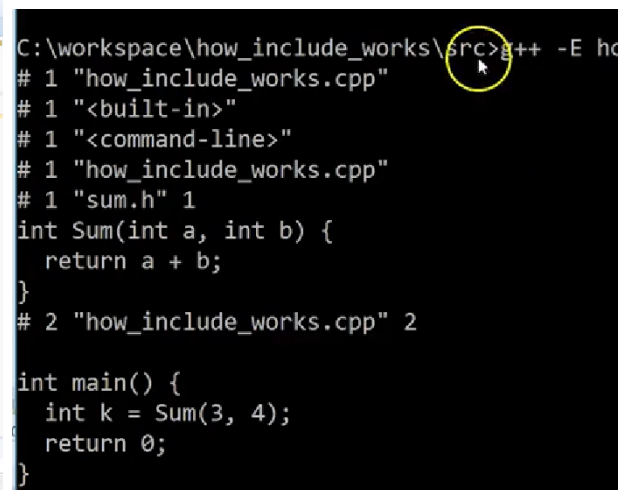 C:\workspace\how_include_works\src>g++ -E
# 1 "how_include_works.cpp"
# 1 "<built-in>"
# 1 "<command-line>"
# 1 "how_include_works.cpp"
# 1 "sum.h" 1
int Sum(int a, int b) {
  return a + b;
}
# 2 "how_include_works.cpp" 2
int main() {
  int k = Sum(3, 4);
  return 0;
}